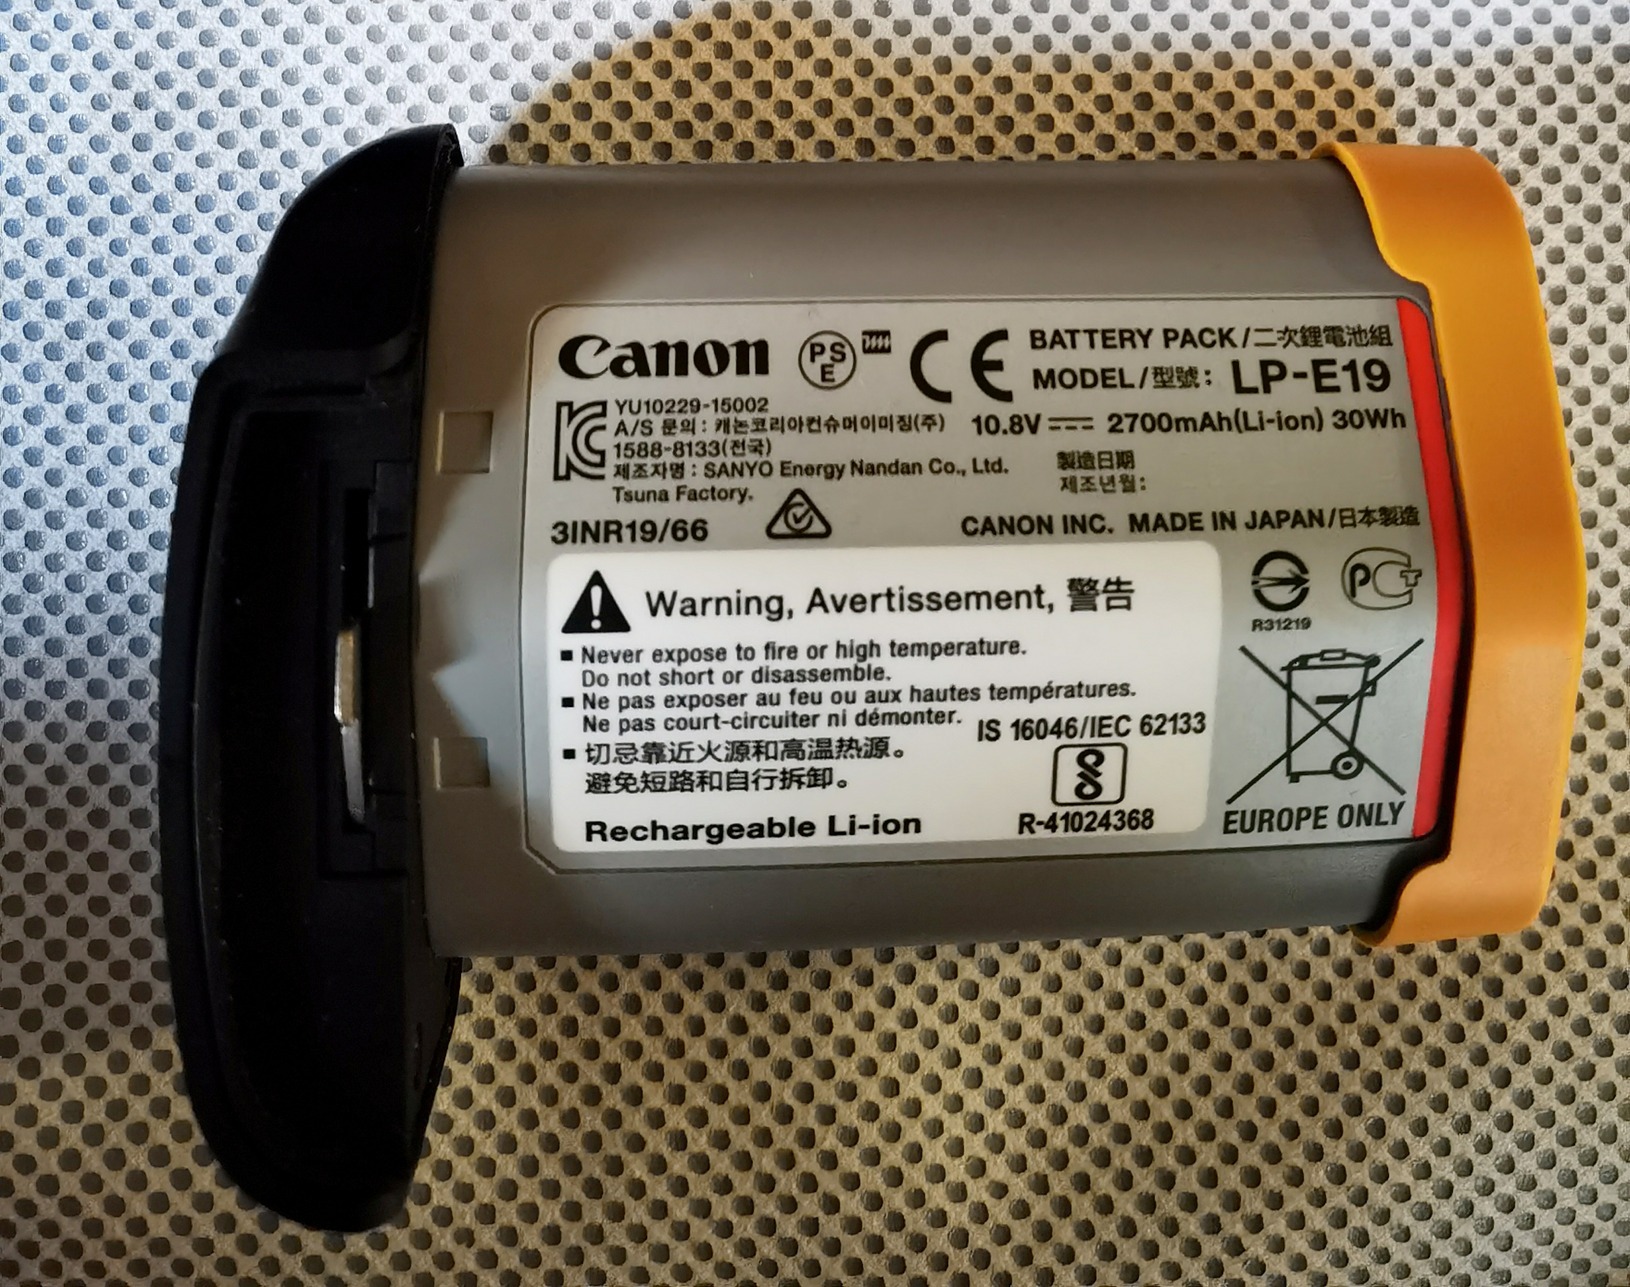 Canon
PS
E
CE
BATTERY PACK/二次鋰電池組
MODEL/型號: LP-E19
YU10229-15002
A/S 문의 : 캐논코리아컨슈머이미징(주)
10.8V 2700mAh(Li-ion) 30Wh
1588-8133(전국)
제조자명 : SANYO Energy Nandan Co., Ltd.
Tsuna Factory.
製造日期
제조년월:
3INR19/66
CANON INC. MADE IN JAPAN/日本製造
Warning, Avertissement, 警告
R31219
▪ Never expose to fire or high temperature.
Do not short or disassemble.
▪ Ne pas exposer au feu ou aux hautes températures.
Ne pas court-circuiter ni démonter.
▪ 切忌靠近火源和高温热源。
避免短路和自行拆卸。
IS 16046/IEC 62133
R-41024368
Rechargeable Li-ion
EUROPE ONLY